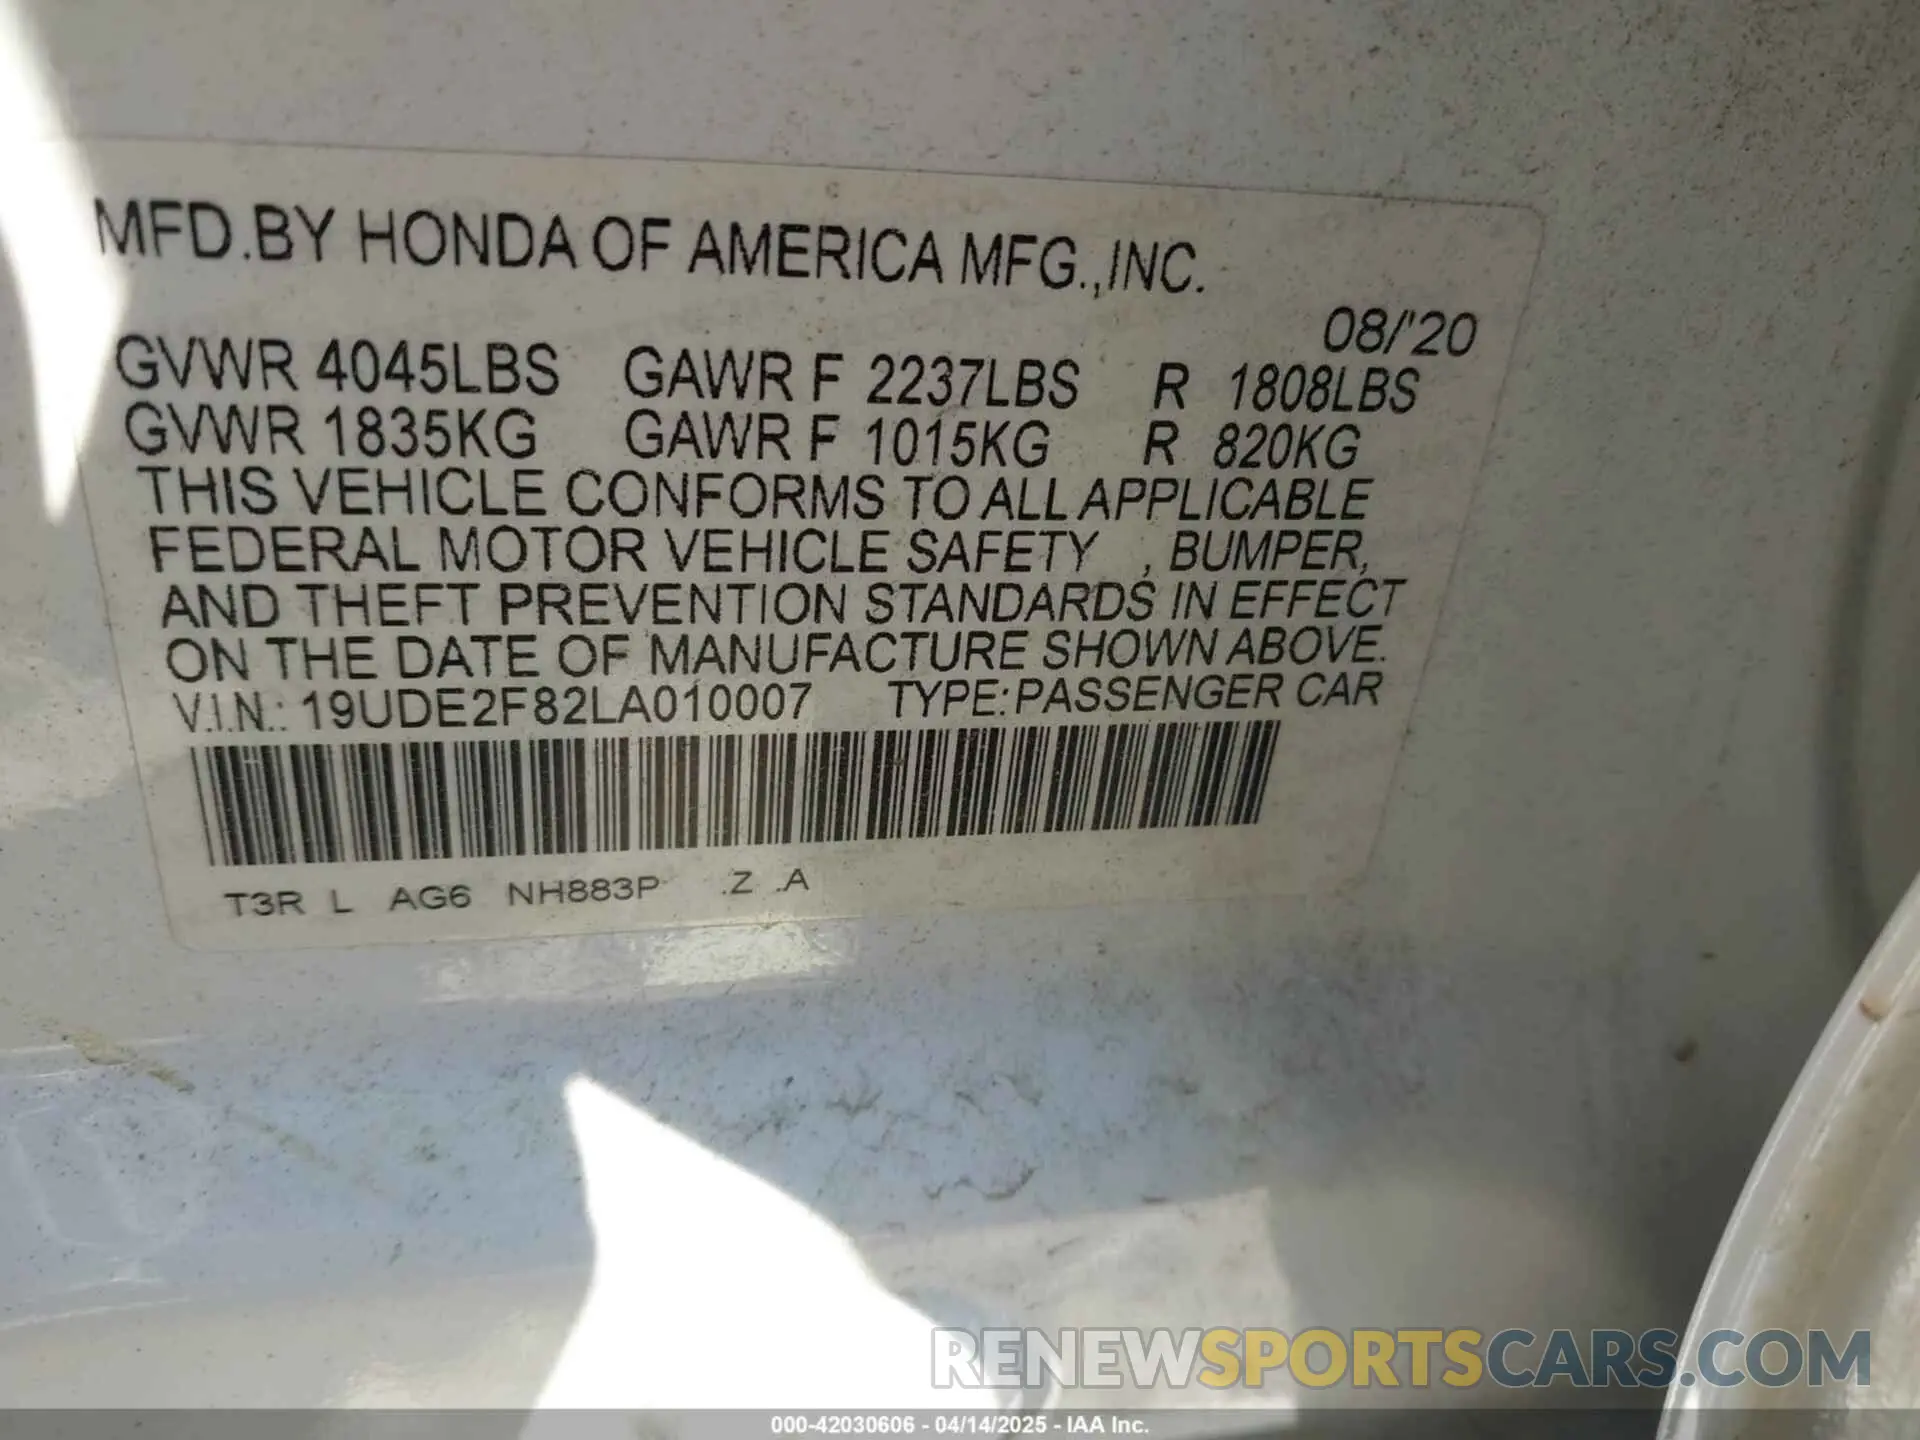 MFD.BY HONDA OF AMERICA MFG.,INC.
08/'20
GVWR 4045LBS GAWR F 2237LBS R 1808LBS
GVWR 1835KG GAWR F 1015KG R 820KG
THIS VEHICLE CONFORMS TO ALL APPLICABLE
FEDERAL MOTOR VEHICLE SAFETY , BUMPER,
AND THEFT PREVENTION STANDARDS IN EFFECT
ON THE DATE OF MANUFACTURE SHOWN ABOVE.
V.I.N.: 19UDE2F82LA010007 TYPE:PASSENGER CAR
T3R L AG6 NH883P .Z .A
RENEWSPORTSCARS.COM
000-42030606 - 04/14/2025 - IAA Inc.